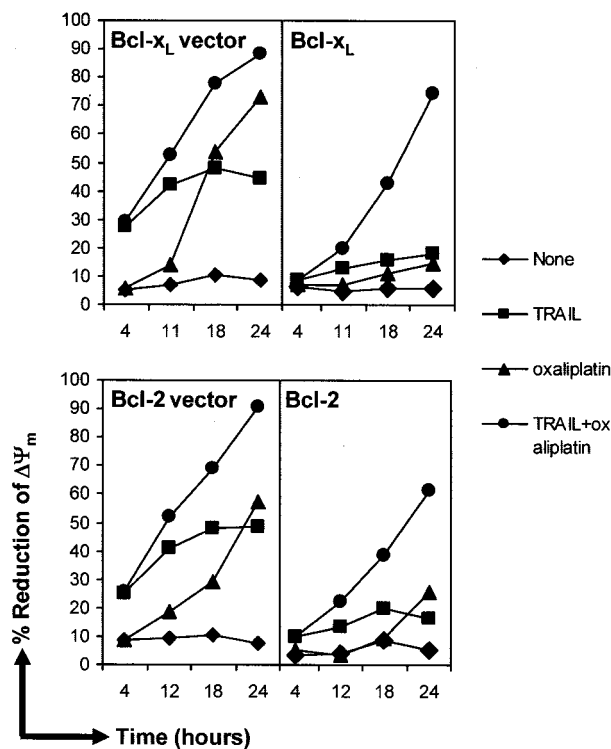 Bcl-xL vector
Bcl-xL
100
90
80
70
60
50
40
30
20
10
0
4 11 18 24
4 11 18 24
None
TRAIL
oxaliplatin
TRAIL+ox
aliplatin
Bcl-2 vector
Bcl-2
100
90
80
70
60
50
40
30
20
10
0
4 12 18 24
4 12 18 24
% Reduction of ΔΨm
Time (hours)